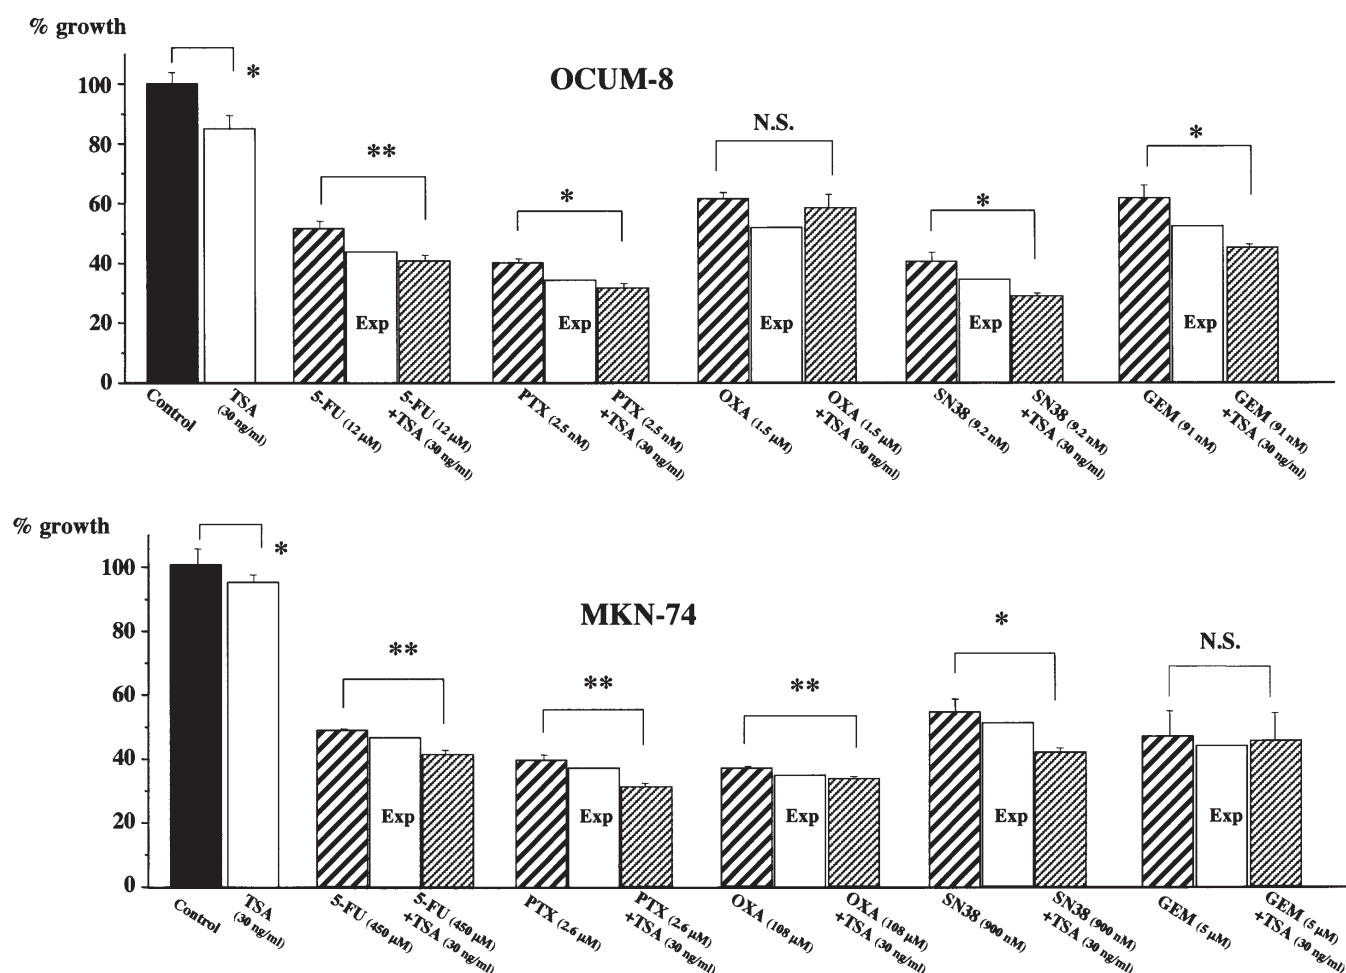 % growth
OCUM-8
*
**
*
N.S.
*
*
100
80
60
40
20
0
Exp
Exp
Exp
Exp
Exp
Control
TSA
(30 ng/ml)
5-FU (12 µM)
5-FU (12 µM)
+TSA (30 ng/ml)
PTX (2.5 nM)
PTX (2.5 nM)
+TSA (30 ng/ml)
OXA (1.5 µM)
OXA (1.5 µM)
+TSA (30 ng/ml)
SN38 (9.2 nM)
SN38 (9.2 nM)
+TSA (30 ng/ml)
GEM (91 nM)
GEM (91 nM)
+TSA (30 ng/ml)
% growth
MKN-74
*
**
**
**
*
N.S.
100
80
60
40
20
0
Exp
Exp
Exp
Exp
Exp
Control
TSA
(30 ng/ml)
5-FU (450 µM)
5-FU (450 µM)
+TSA (30 ng/ml)
PTX (2.6 µM)
PTX (2.6 µM)
+TSA (30 ng/ml)
OXA (108 µM)
OXA (108 µM)
+TSA (30 ng/ml)
SN38 (900 nM)
SN38 (900 nM)
+TSA (30 ng/ml)
GEM (5 µM)
GEM (5 µM)
+TSA (30 ng/ml)